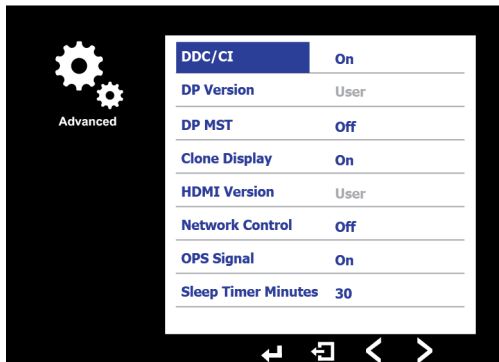 Advanced
DDC/CI On
DP Version User
DP MST Off
Clone Display On
HDMI Version User
Network Control Off
OPS Signal On
Sleep Timer Minutes 30